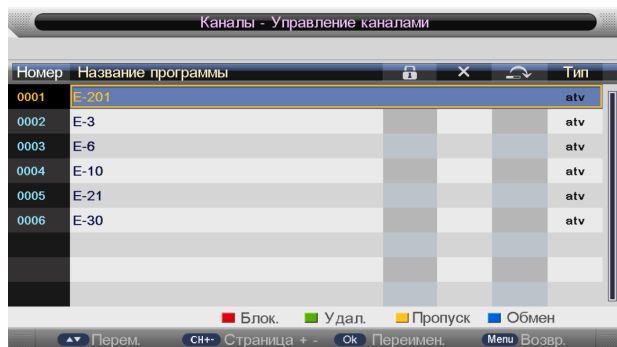 Каналы - Управление каналами
Номер Название программы Тип
0001 E-201 atv
0002 E-3 atv
0003 E-6 atv
0004 E-10 atv
0005 E-21 atv
0006 E-30 atv
Блок. Удал. Пропуск Обмен
Перем. CH+- Страница + - Ok Переимен. Menu Возвр.